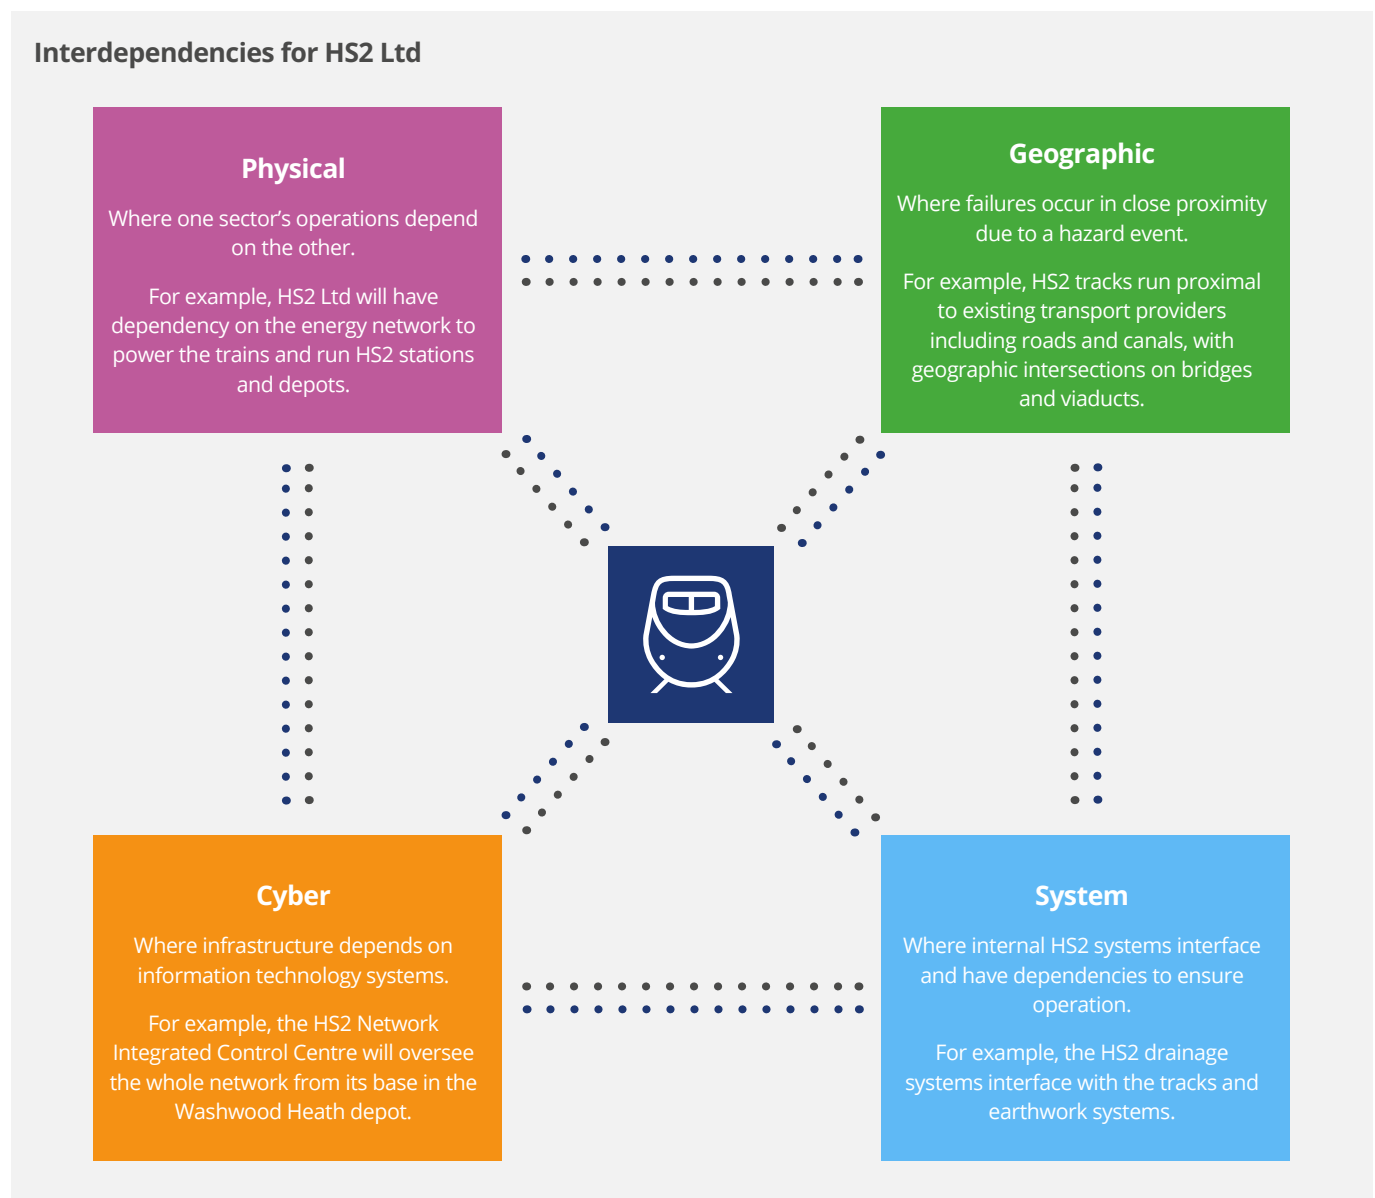 Interdependencies for HS2 Ltd
Physical
Where one sector’s operations depend
on the other.
For example, HS2 Ltd will have
dependency on the energy network to
power the trains and run HS2 stations
and depots.
Geographic
Where failures occur in close proximity
due to a hazard event.
For example, HS2 tracks run proximal
to existing transport providers
including roads and canals, with
geographic intersections on bridges
and viaducts.
Cyber
Where infrastructure depends on
information technology systems.
For example, the HS2 Network
Integrated Control Centre will oversee
the whole network from its base in the
Washwood Heath depot.
System
Where internal HS2 systems interface
and have dependencies to ensure
operation.
For example, the HS2 drainage
systems interface with the tracks and
earthwork systems.